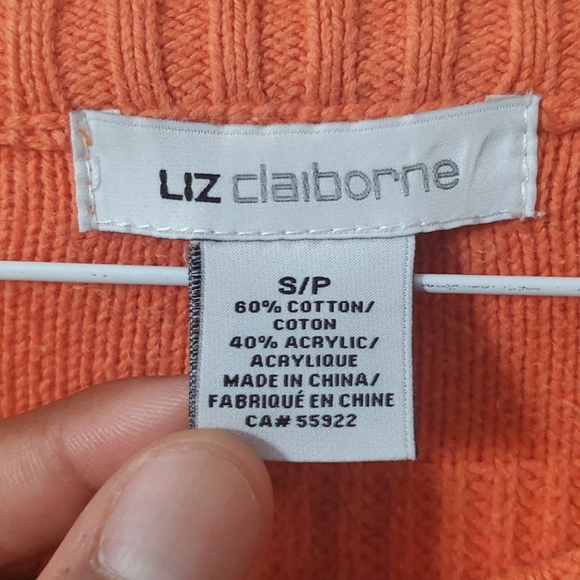 LIZ claiborne
S/P
60% COTTON/
COTON
40% ACRYLIC/
ACRYLIQUE
MADE IN CHINA/
FABRIQUÉ EN CHINE
CA# 55922